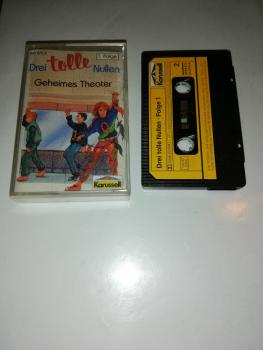 1. Folge
Drei tolle Nullen
Geheimes Theater
Karussell
Karussell
2
Drei tolle Nullen - Folge 1